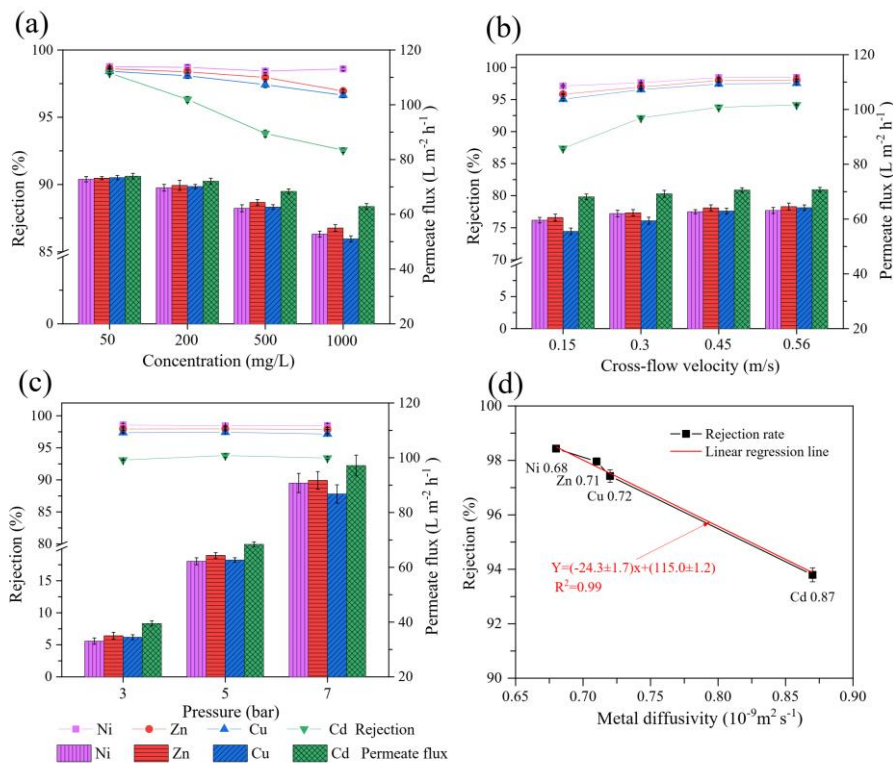 (a)
Rejection (%)
100
95
90
85
0
120
100
80
60
40
20
Permeate flux (L m-2 h-1)
50 200 500 1000
Concentration (mg/L)
(b)
Rejection (%)
100
95
90
85
80
75
70
5
0
120
100
80
60
40
20
Permeate flux (L m-2 h-1)
0.15 0.3 0.45 0.56
Cross-flow velocity (m/s)
(c)
Rejection (%)
100
95
90
85
80
15
10
5
0
120
100
80
60
40
20
Permeate flux (L m-2 h-1)
3 5 7
Pressure (bar)
Ni Zn Cu Cd Rejection
Ni Zn Cu Cd Permeate flux
(d)
Rejection (%)
100
98
96
94
92
90
Rejection rate
Linear regression line
Ni 0.68
Zn 0.71
Cu 0.72
Y=(-24.3±1.7)x+(115.0±1.2)
R2=0.99
Cd 0.87
0.65 0.70 0.75 0.80 0.85 0.90
Metal diffusivity (10-9m2 s-1)